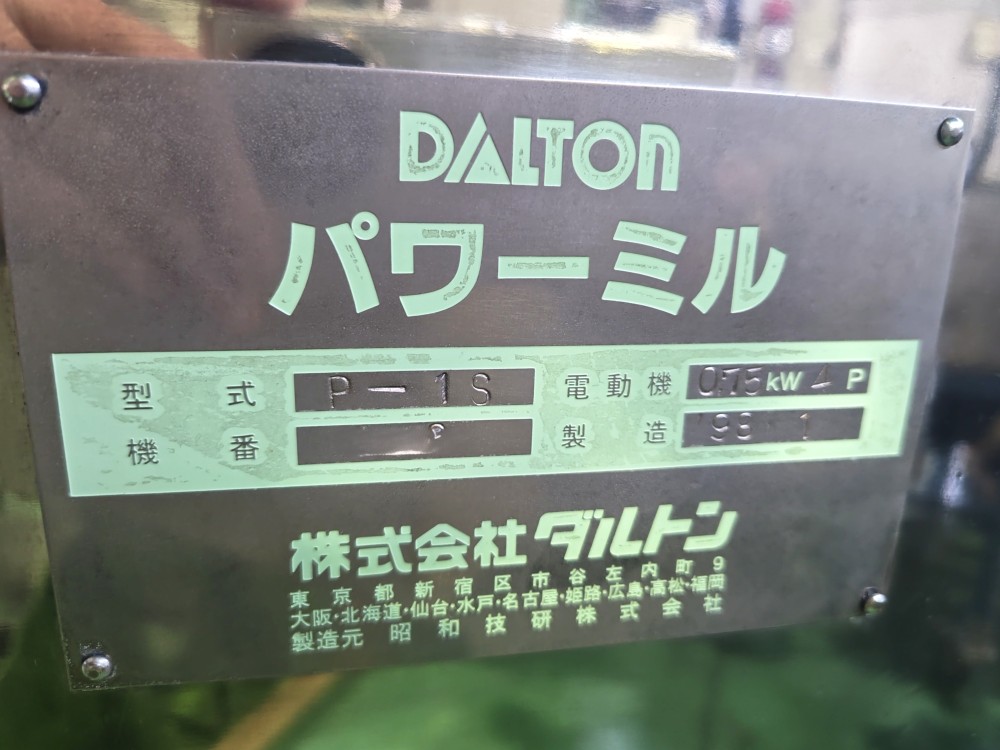 DALTON
パワーミル
型式 P-1S 電動機 0.75kW 4 P
機番 製造 '98 1
株式会社ダルトン
東京都新宿区市谷左内町9
大阪・北海道・仙台・水戸・名古屋・姫路・広島・高松・福岡
製造元 昭和技研株式会社